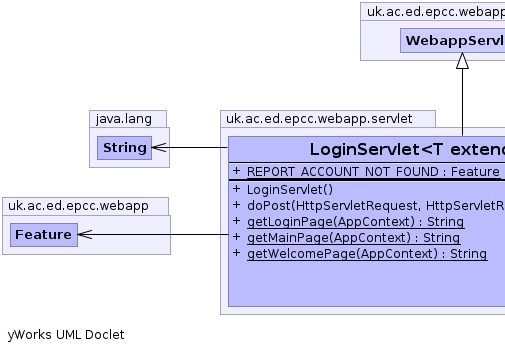 uk.ac.ed.epcc.webapp
WebappServl
java.lang
String
uk.ac.ed.epcc.webapp.servlet
LoginServlet<T extend
+ REPORT_ACCOUNT_NOT_FOUND : Feature
+ LoginServlet()
+ doPost(HttpServletRequest, HttpServletR
+ getLoginPage(AppContext) : String
+ getMainPage(AppContext) : String
+ getWelcomePage(AppContext) : String
uk.ac.ed.epcc.webapp
Feature
yWorks UML Doclet